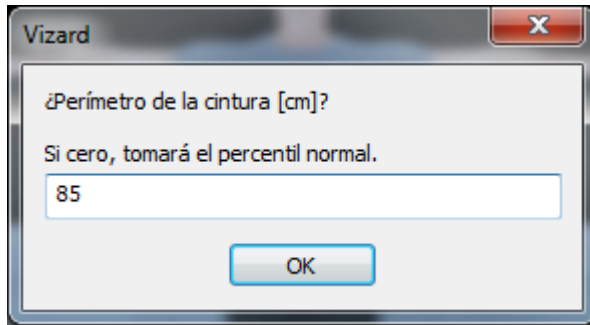 Vizard
¿Perímetro de la cintura [cm]?
Si cero, tomará el percentil normal.
85
OK